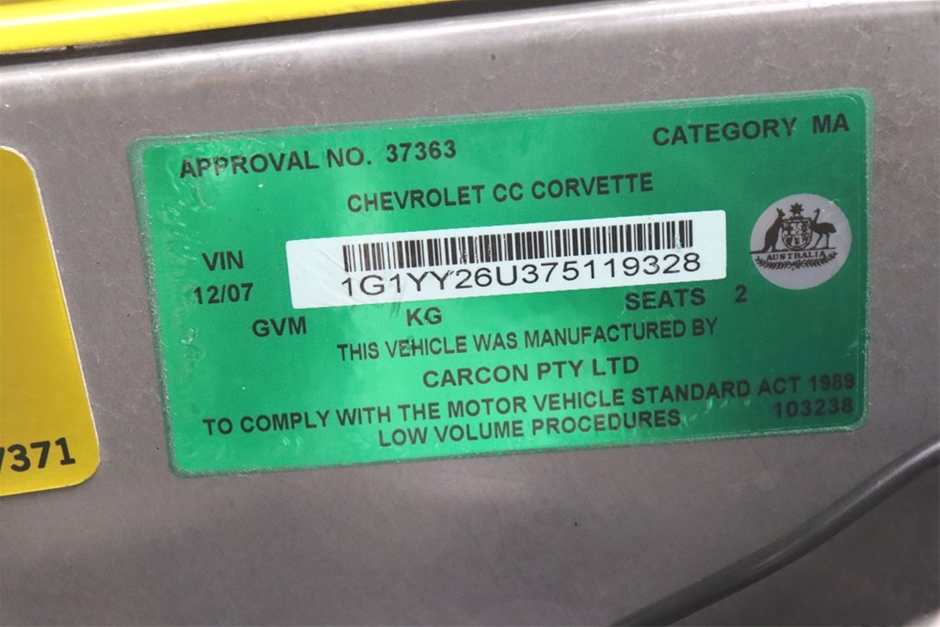 APPROVAL NO. 37363
CATEGORY MA
CHEVROLET CC CORVETTE
VIN
1G1YY26U375119328
12/07
AUSTRALIA
GVM
KG
SEATS 2
THIS VEHICLE WAS MANUFACTURED BY
CARCON PTY LTD
TO COMPLY WITH THE MOTOR VEHICLE STANDARD ACT 1989
LOW VOLUME PROCEDURES
103238
7371